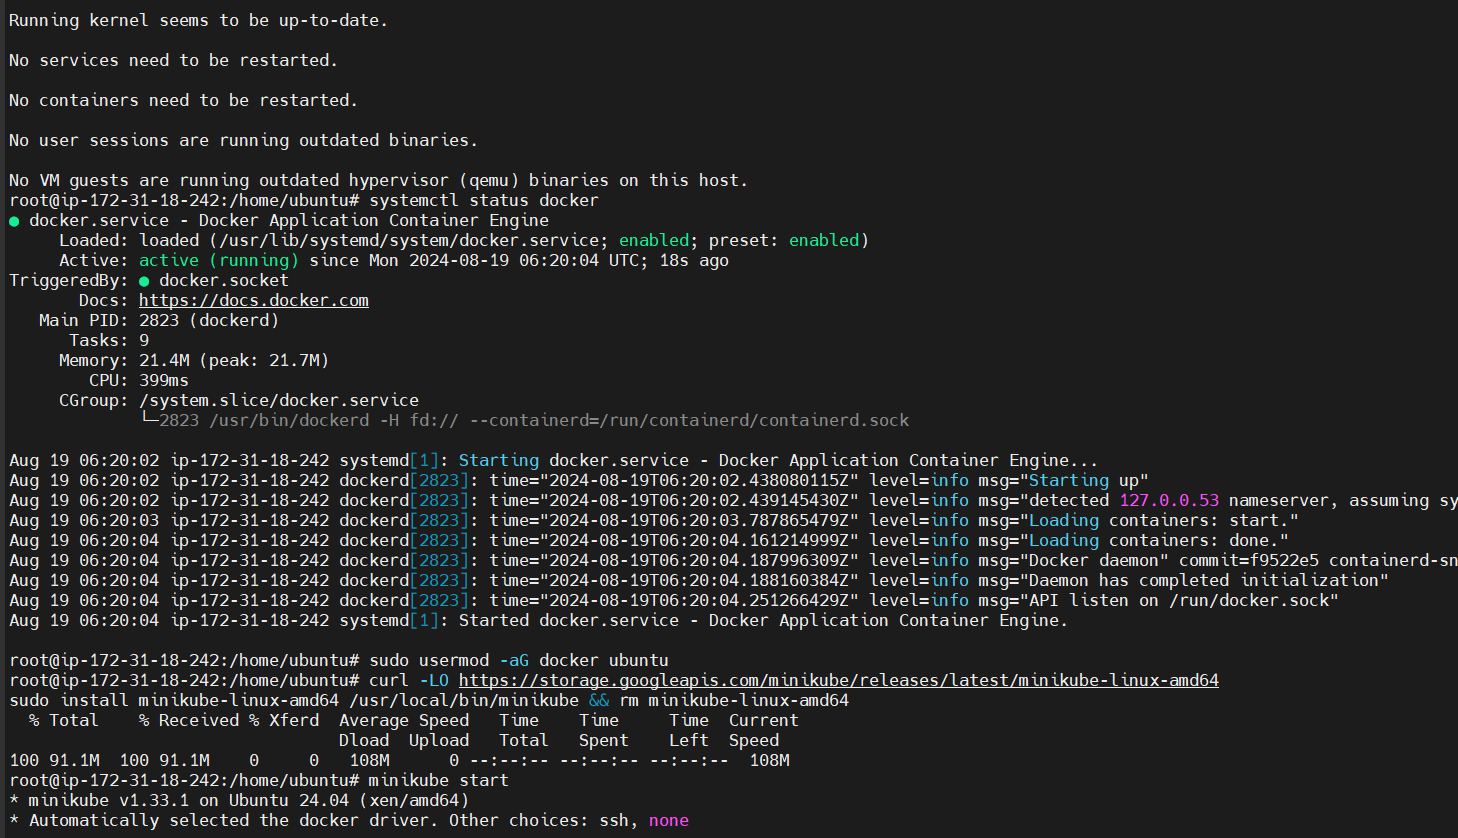 Running kernel seems to be up-to-date.
No services need to be restarted.
No containers need to be restarted.
No user sessions are running outdated binaries.
No VM guests are running outdated hypervisor (qemu) binaries on this host.
root@ip-172-31-18-242:/home/ubuntu# systemctl status docker
● docker.service - Docker Application Container Engine
     Loaded: loaded (/usr/lib/systemd/system/docker.service; enabled; preset: enabled)
     Active: active (running) since Mon 2024-08-19 06:20:04 UTC; 18s ago
TriggeredBy: ● docker.socket
       Docs: https://docs.docker.com
   Main PID: 2823 (dockerd)
      Tasks: 9
     Memory: 21.4M (peak: 21.7M)
        CPU: 399ms
     CGroup: /system.slice/docker.service
             └─2823 /usr/bin/dockerd -H fd:// --containerd=/run/containerd/containerd.sock
Aug 19 06:20:02 ip-172-31-18-242 systemd[1]: Starting docker.service - Docker Application Container Engine...
Aug 19 06:20:02 ip-172-31-18-242 dockerd[2823]: time="2024-08-19T06:20:02.438080115Z" level=info msg="Starting up"
Aug 19 06:20:02 ip-172-31-18-242 dockerd[2823]: time="2024-08-19T06:20:02.439145430Z" level=info msg="detected 127.0.0.53 nameserver, assuming sy
Aug 19 06:20:03 ip-172-31-18-242 dockerd[2823]: time="2024-08-19T06:20:03.787865479Z" level=info msg="Loading containers: start."
Aug 19 06:20:04 ip-172-31-18-242 dockerd[2823]: time="2024-08-19T06:20:04.161214999Z" level=info msg="Loading containers: done."
Aug 19 06:20:04 ip-172-31-18-242 dockerd[2823]: time="2024-08-19T06:20:04.187996309Z" level=info msg="Docker daemon" commit=f9522e5 containerd-sn
Aug 19 06:20:04 ip-172-31-18-242 dockerd[2823]: time="2024-08-19T06:20:04.188160384Z" level=info msg="Daemon has completed initialization"
Aug 19 06:20:04 ip-172-31-18-242 dockerd[2823]: time="2024-08-19T06:20:04.251266429Z" level=info msg="API listen on /run/docker.sock"
Aug 19 06:20:04 ip-172-31-18-242 systemd[1]: Started docker.service - Docker Application Container Engine.
root@ip-172-31-18-242:/home/ubuntu# sudo usermod -aG docker ubuntu
root@ip-172-31-18-242:/home/ubuntu# curl -LO https://storage.googleapis.com/minikube/releases/latest/minikube-linux-amd64
sudo install minikube-linux-amd64 /usr/local/bin/minikube && rm minikube-linux-amd64
  % Total    % Received % Xferd  Average Speed   Time    Time     Time  Current
                                 Dload  Upload   Total   Spent    Left  Speed
100 91.1M  100 91.1M    0     0   108M      0 --:--:-- --:--:-- --:--:--  108M
root@ip-172-31-18-242:/home/ubuntu# minikube start
* minikube v1.33.1 on Ubuntu 24.04 (xen/amd64)
* Automatically selected the docker driver. Other choices: ssh, none